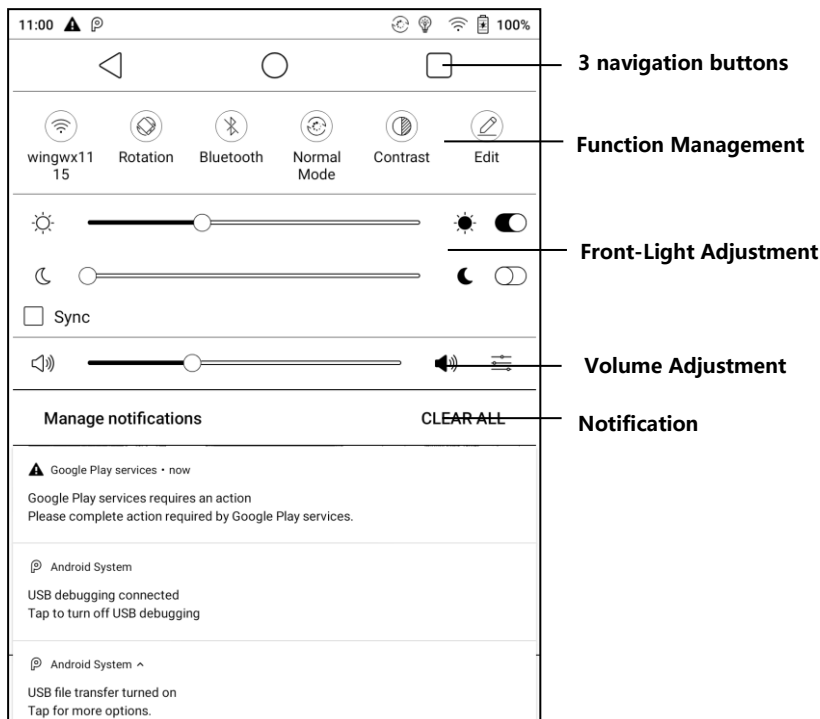 11:00 100%
3 navigation buttons
wingwx11
15
Rotation
Bluetooth
Normal
Mode
Contrast
Edit
Function Management
Front-Light Adjustment
Sync
Volume Adjustment
Manage notifications CLEAR ALL
Notification
Google Play services • now
Google Play services requires an action
Please complete action required by Google Play services.
Android System
USB debugging connected
Tap to turn off USB debugging
Android System
USB file transfer turned on
Tap for more options.